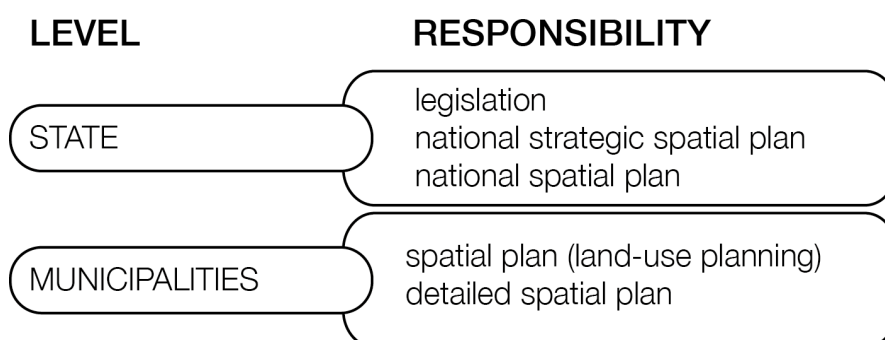 LEVEL RESPONSIBILITY
STATE
legislation
national strategic spatial plan
national spatial plan
MUNICIPALITIES
spatial plan (land-use planning)
detailed spatial plan